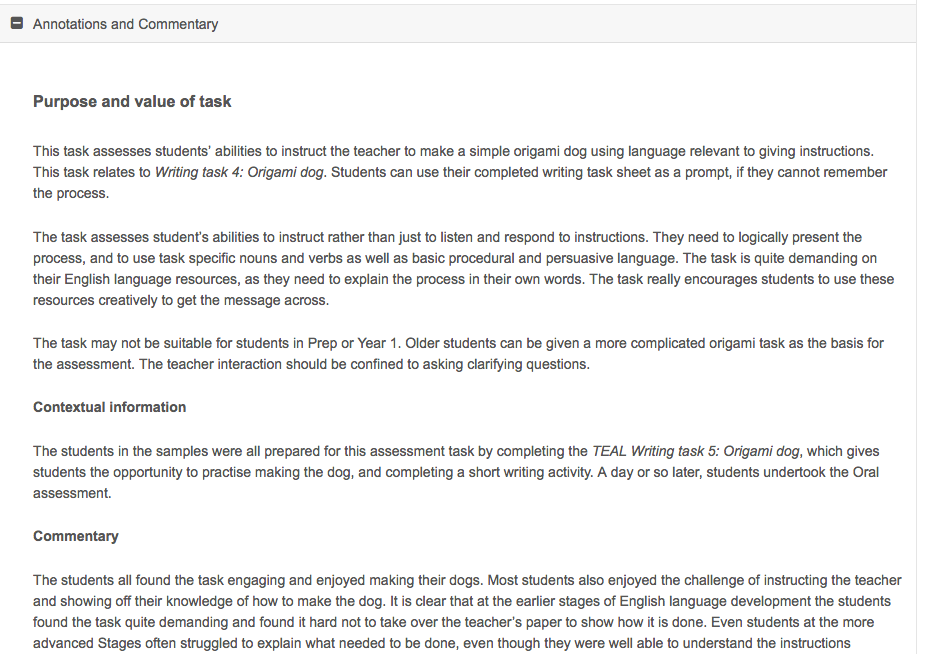 Annotations and Commentary
Purpose and value of task
This task assesses students' abilities to instruct the teacher to make a simple origami dog using language relevant to giving instructions.
This task relates to Writing task 4: Origami dog. Students can use their completed writing task sheet as a prompt, if they cannot remember
the process.
The task assesses student's abilities to instruct rather than just to listen and respond to instructions. They need to logically present the
process, and to use task specific nouns and verbs as well as basic procedural and persuasive language. The task is quite demanding on
their English language resources, as they need to explain the process in their own words. The task really encourages students to use these
resources creatively to get the message across.
The task may not be suitable for students in Prep or Year 1. Older students can be given a more complicated origami task as the basis for
the assessment. The teacher interaction should be confined to asking clarifying questions.
Contextual information
The students in the samples were all prepared for this assessment task by completing the TEAL Writing task 5: Origami dog, which gives
students the opportunity to practise making the dog, and completing a short writing activity. A day or so later, students undertook the Oral
assessment.
Commentary
The students all found the task engaging and enjoyed making their dogs. Most students also enjoyed the challenge of instructing the teacher
and showing off their knowledge of how to make the dog. It is clear that at the earlier stages of English language development the students
found the task quite demanding and found it hard not to take over the teacher's paper to show how it is done. Even students at the more
advanced Stages often struggled to explain what needed to be done, even though they were well able to understand the instructions